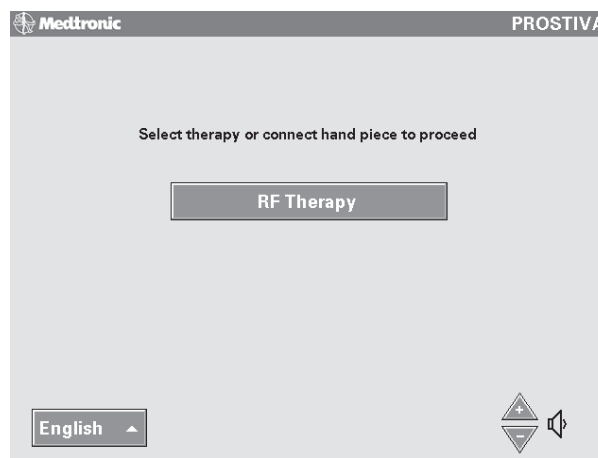 Medtronic PROSTIVA
Select therapy or connect hand piece to proceed
RF Therapy
English
+
-